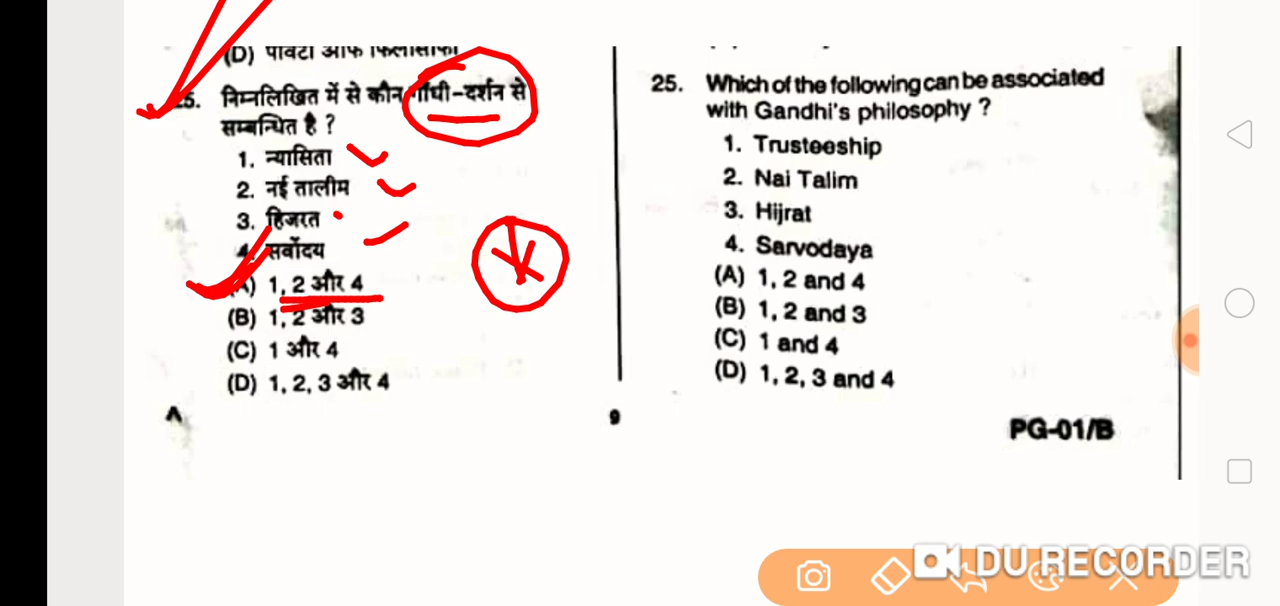 (D) पावर्टी ऑफ फिलॉसॉफी
25. निम्नलिखित में से कौन गाँधी-दर्शन से
सम्बन्धित है ?
1. न्यासिता
2. नई तालीम
3. हिजरत
4. सर्वोदय
(A) 1, 2 और 4
(B) 1, 2 और 3
(C) 1 और 4
(D) 1, 2, 3 और 4
A
25. Which of the following can be associated
with Gandhi's philosophy ?
1. Trusteeship
2. Nai Talim
3. Hijrat
4. Sarvodaya
(A) 1, 2 and 4
(B) 1, 2 and 3
(C) 1 and 4
(D) 1, 2, 3 and 4
9
PG-01/B
DU RECORDER